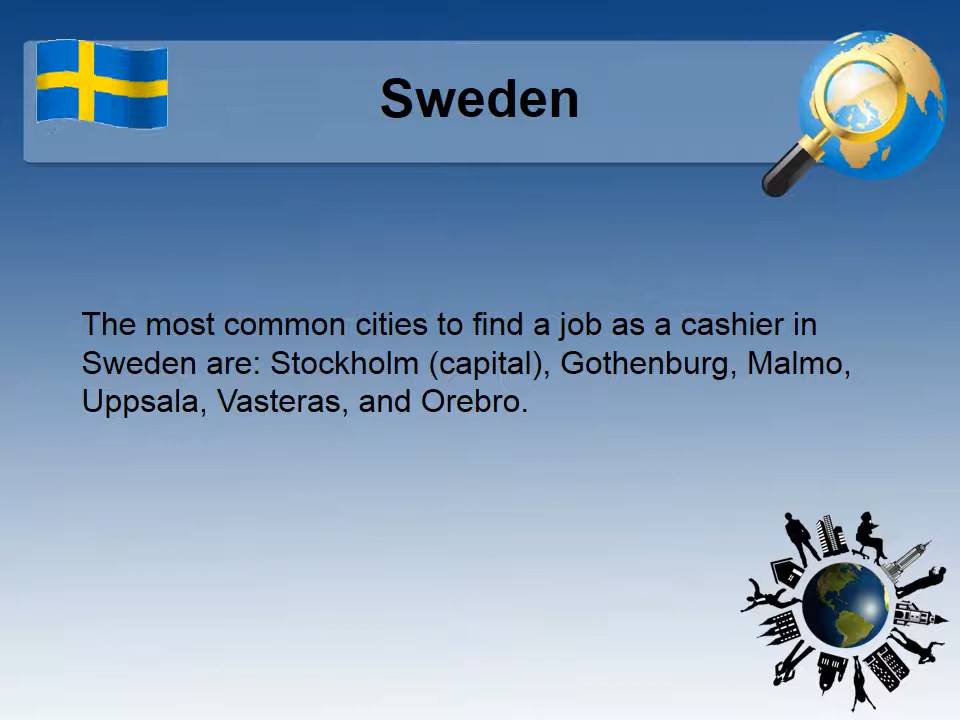 Sweden
The most common cities to find a job as a cashier in
Sweden are: Stockholm (capital), Gothenburg, Malmo,
Uppsala, Vasteras, and Orebro.